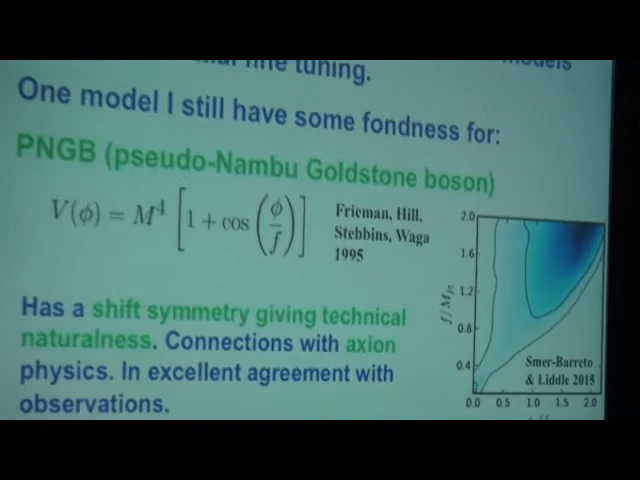 fine tuning.
models
One model I still have some fondness for:
PNGB (pseudo-Nambu Goldstone boson)
V(ϕ) = M⁴ [1 + cos(ϕ/f)]
Frieman, Hill,
Stebbins, Waga
1995
Has a shift symmetry giving technical
naturalness. Connections with axion
physics. In excellent agreement with
observations.
2.0
1.6
1.2
0.8
0.4
f/M_Pl
Smer-Barreto
& Liddle 2015
0.0 0.5 1.0 1.5 2.0